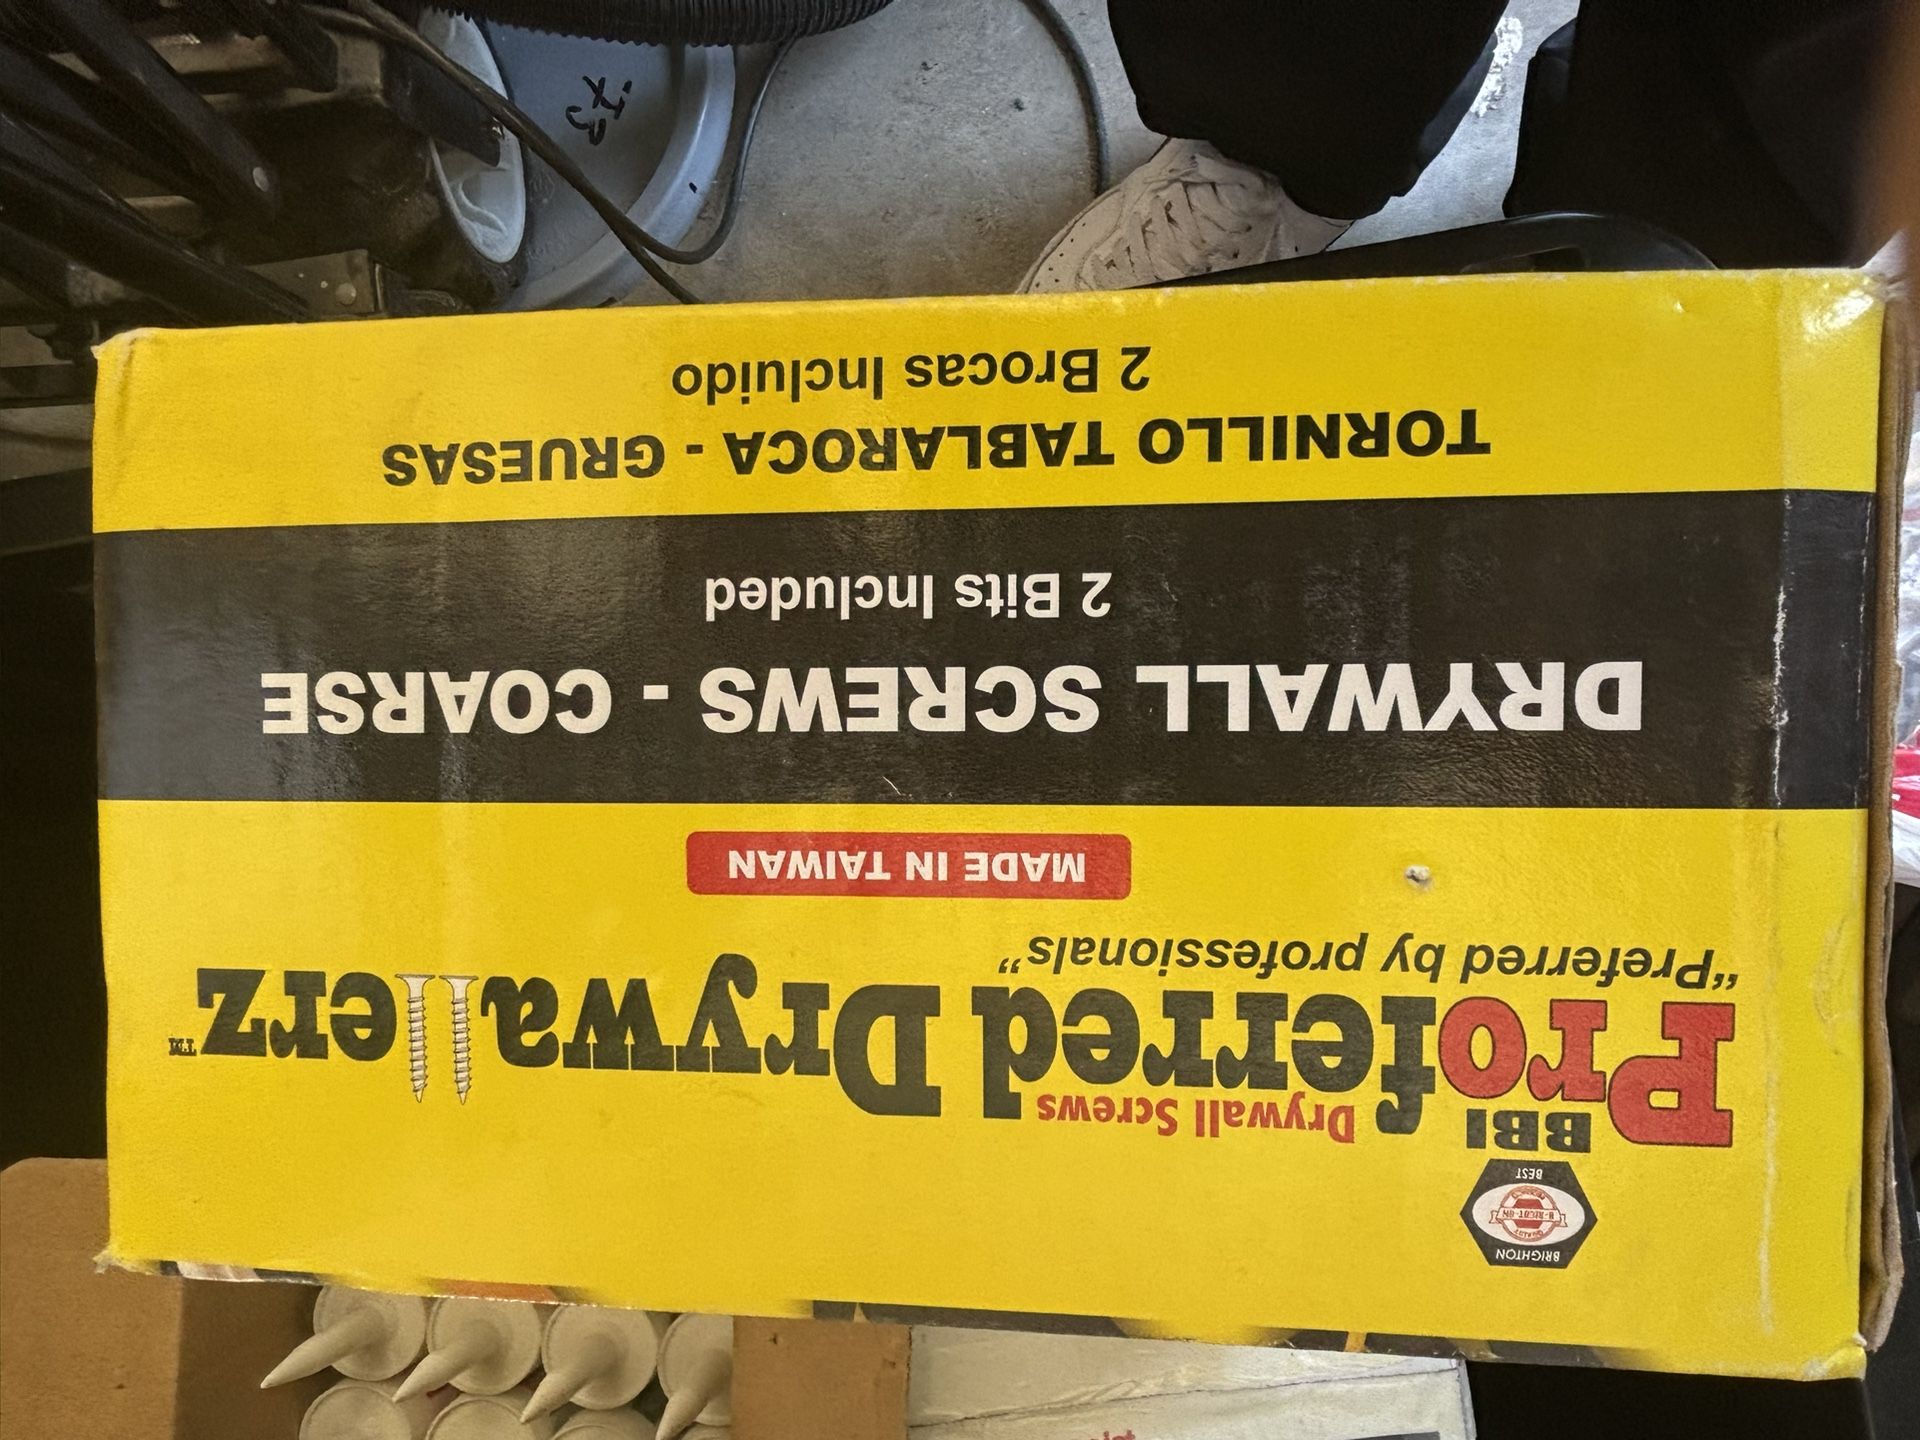 BRIGHTON
BEST
BBI
Drywall Screws
Proferred Drywallerz™
"Preferred by professionals"
MADE IN TAIWAN
DRYWALL SCREWS - COARSE
2 Bits Included
TORNILLO TABLAROCA - GRUESAS
2 Brocas Incluido